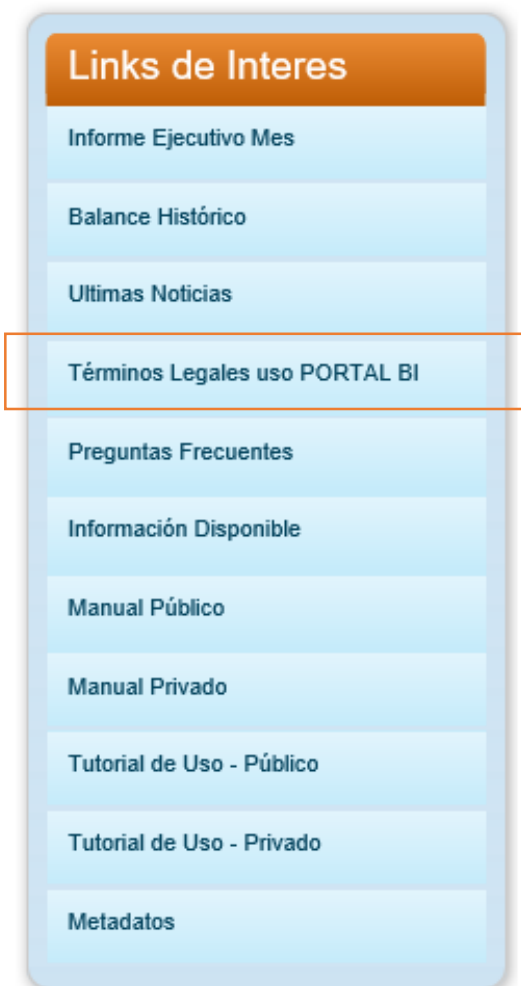 Links de Interes
Informe Ejecutivo Mes
Balance Histórico
Ultimas Noticias
Términos Legales uso PORTAL BI
Preguntas Frecuentes
Información Disponible
Manual Público
Manual Privado
Tutorial de Uso - Público
Tutorial de Uso - Privado
Metadatos